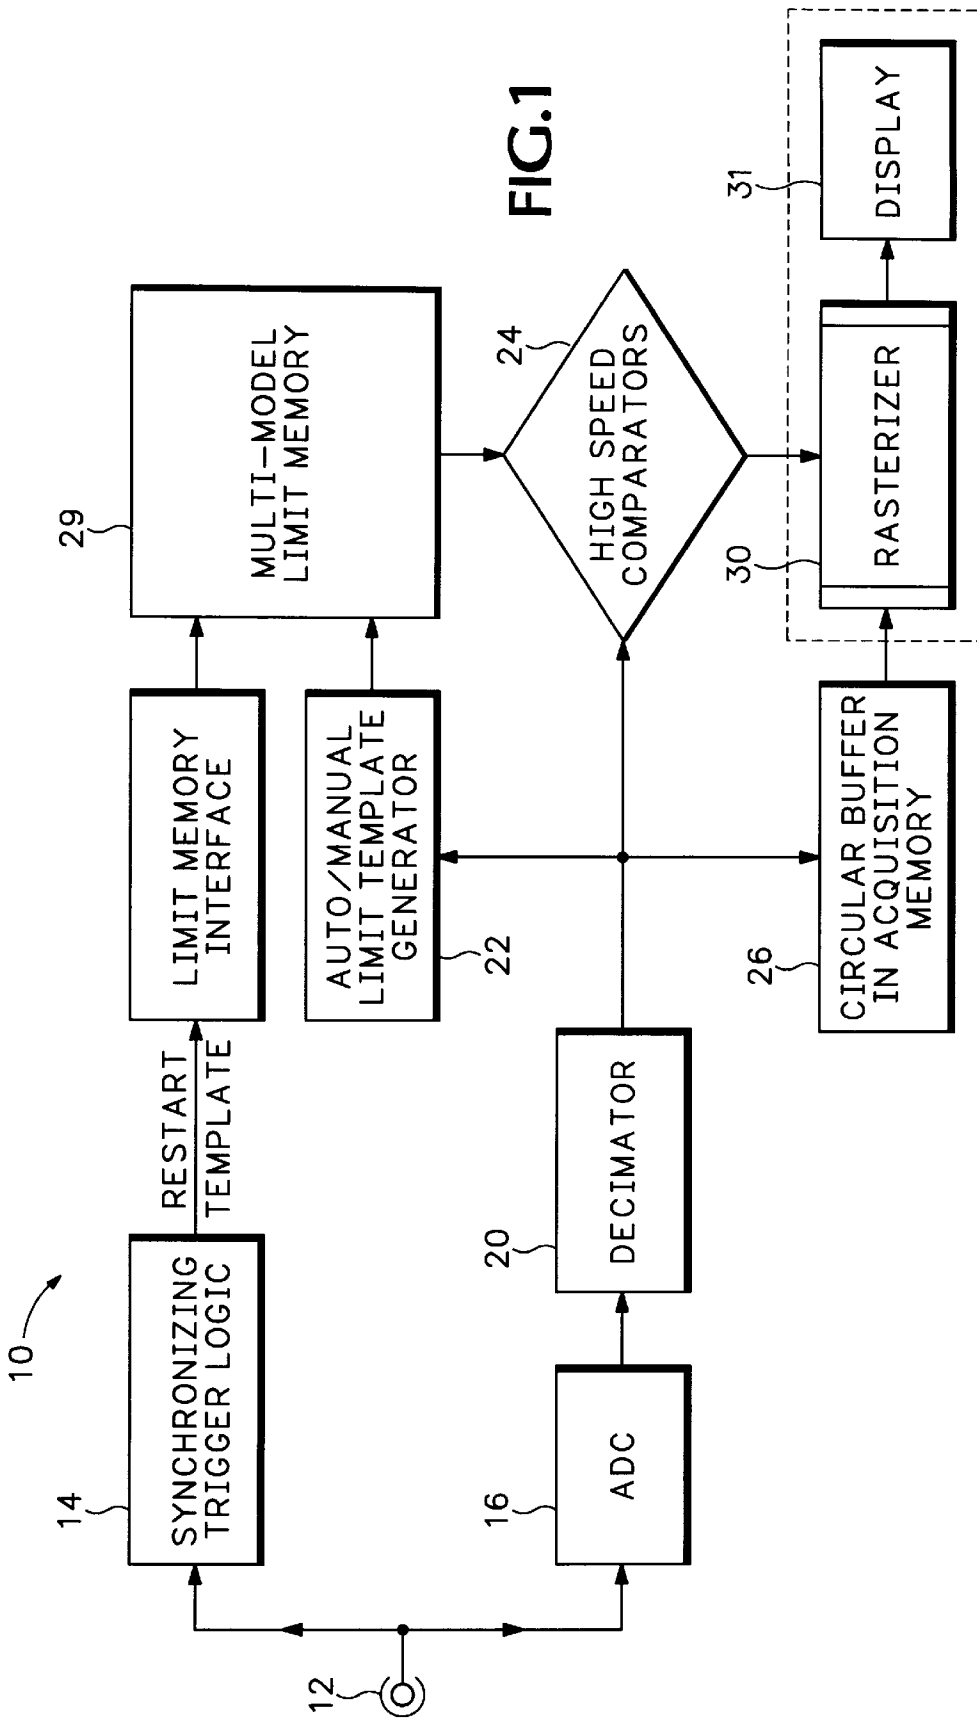 10
14
SYNCHRONIZING
TRIGGER LOGIC
RESTART
TEMPLATE
LIMIT MEMORY
INTERFACE
29
MULTI-MODEL
LIMIT MEMORY
AUTO/MANUAL
LIMIT TEMPLATE
GENERATOR
22
12
16
ADC
20
DECIMATOR
24
HIGH SPEED
COMPARATORS
FIG.1
26
CIRCULAR BUFFER
IN ACQUISITION
MEMORY
30
RASTERIZER
31
DISPLAY